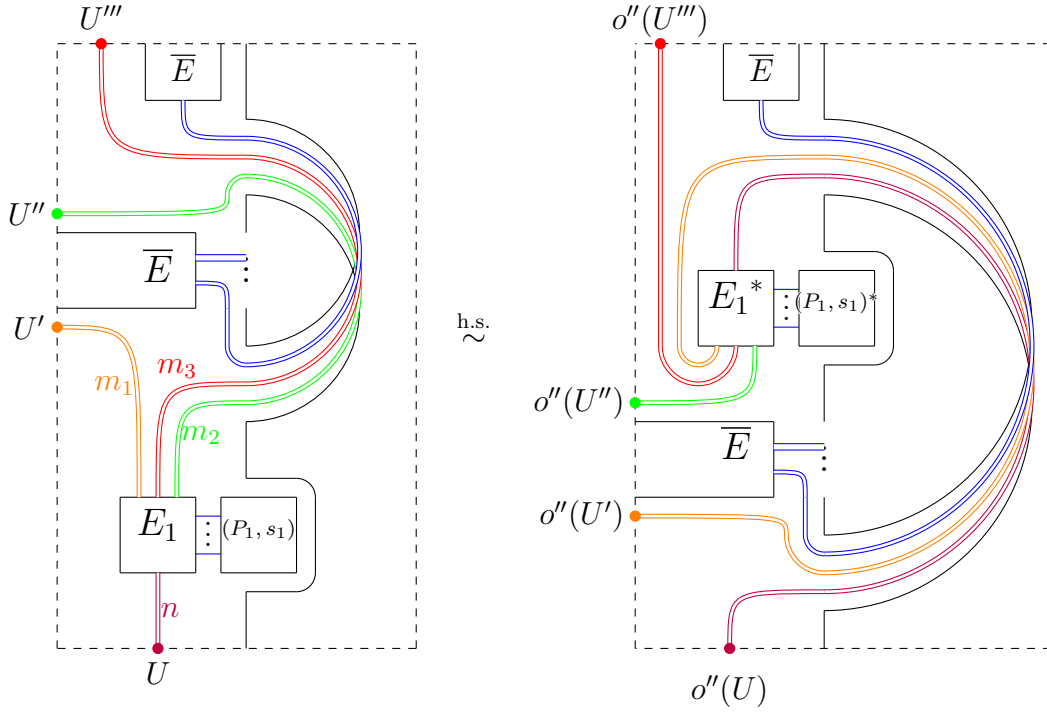 U'''
o''(U''')
E̅
E̅
U''
E̅
E₁*
(P₁, s₁)*
U'
h.s.
~
m₃
m₁
o''(U'')
m₂
E̅
E₁
(P₁, s₁)
o''(U')
n
U
o''(U)